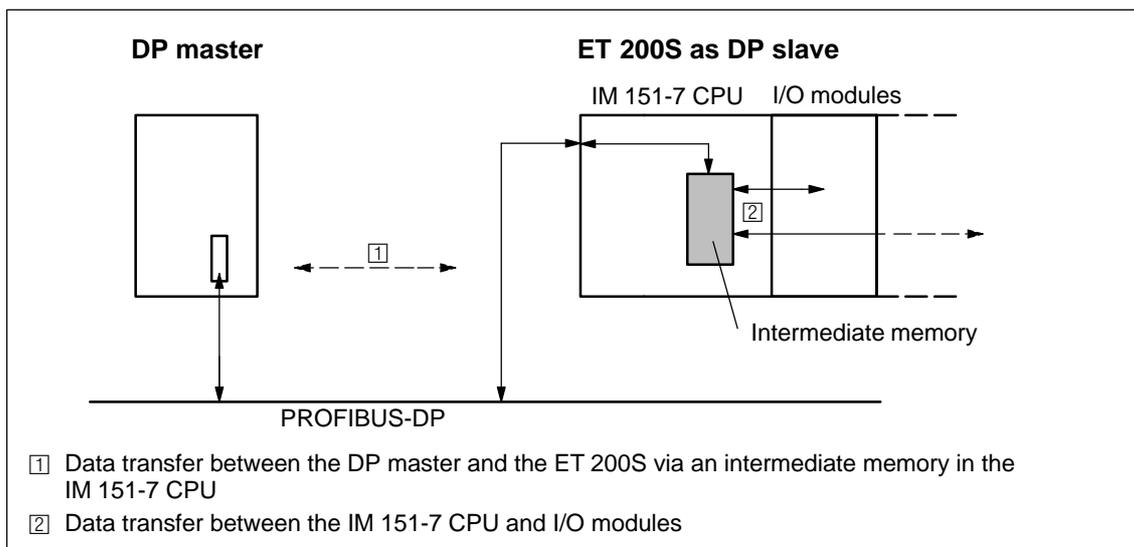 DP master
ET 200S as DP slave
IM 151-7 CPU
I/O modules
1
2
Intermediate memory
PROFIBUS-DP
1 Data transfer between the DP master and the ET 200S via an intermediate memory in the
IM 151-7 CPU
2 Data transfer between the IM 151-7 CPU and I/O modules